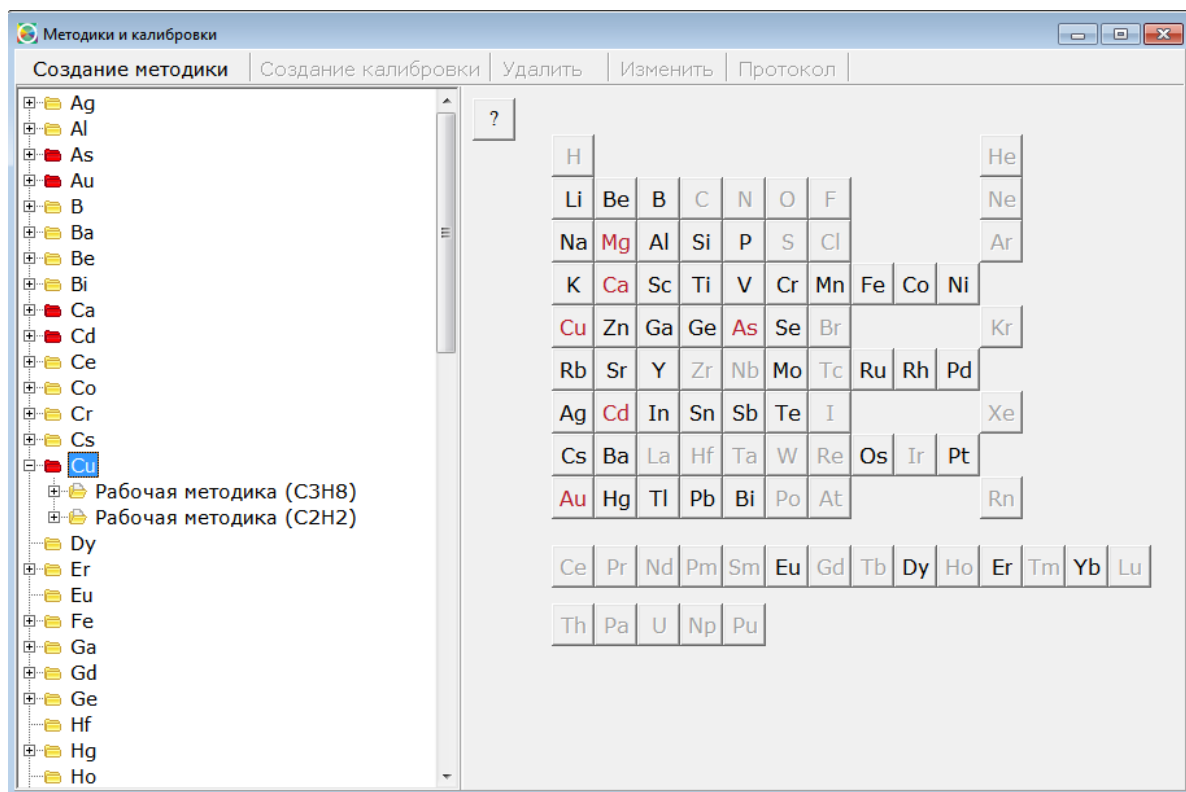 Методики и калибровки
Создание методики Создание калибровки Удалить Изменить Протокол
Ag
Al
As
Au
B
Ba
Be
Bi
Ca
Cd
Ce
Co
Cr
Cs
Cu
Рабочая методика (C3H8)
Рабочая методика (C2H2)
Dy
Er
Eu
Fe
Ga
Gd
Ge
Hf
Hg
Ho
?
H He
Li Be B C N O F Ne
Na Mg Al Si P S Cl Ar
K Ca Sc Ti V Cr Mn Fe Co Ni
Cu Zn Ga Ge As Se Br Kr
Rb Sr Y Zr Nb Mo Tc Ru Rh Pd
Ag Cd In Sn Sb Te I Xe
Cs Ba La Hf Ta W Re Os Ir Pt
Au Hg Tl Pb Bi Po At Rn
Ce Pr Nd Pm Sm Eu Gd Tb Dy Ho Er Tm Yb Lu
Th Pa U Np Pu